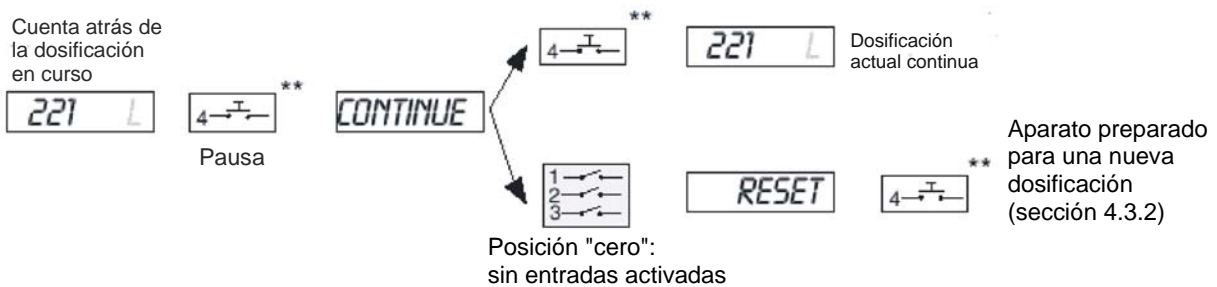 Cuenta atrás de
la dosificación
en curso
221 L
4 **
Pausa
CONTINUE
4 **
221 L
Dosificación
actual continua
1
2
3
Posición "cero":
sin entradas activadas
RESET
4 **
Aparato preparado
para una nueva
dosificación
(sección 4.3.2)